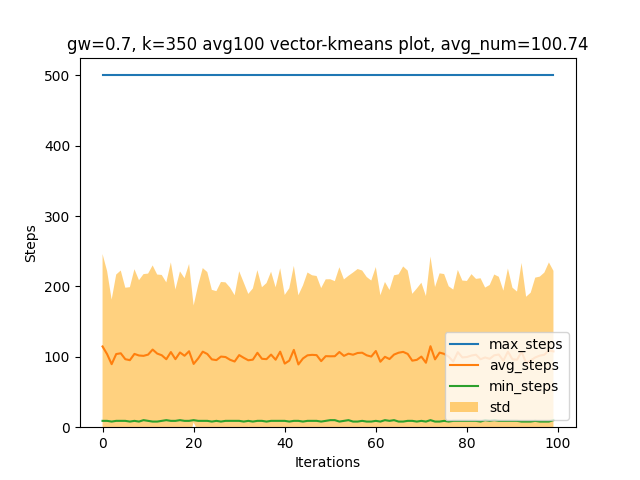 gw=0.7, k=350 avg100 vector-kmeans plot, avg_num=100.74
500
400
300
200
100
0
Steps
max_steps
avg_steps
min_steps
std
0
20
40
60
80
100
Iterations